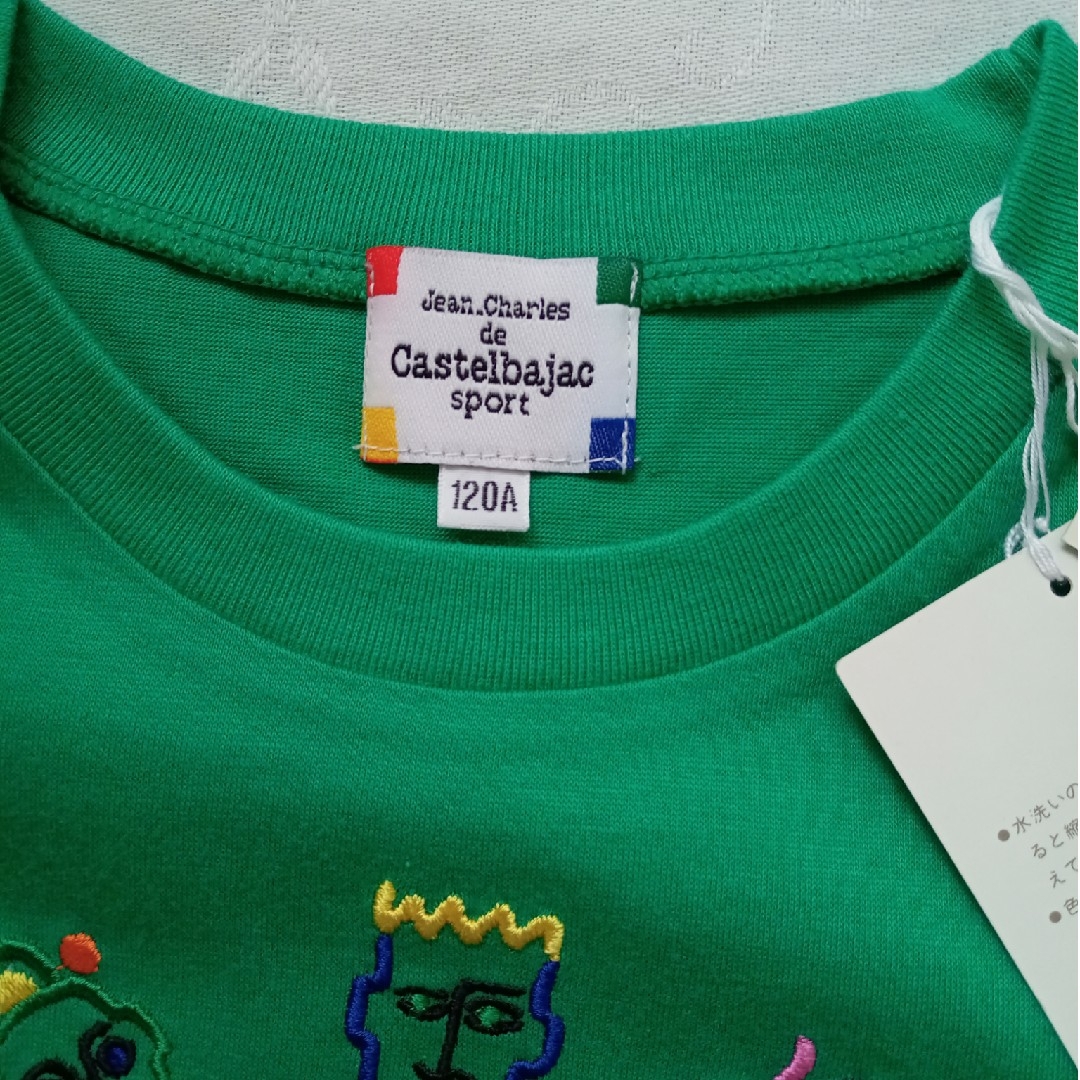 Jean.Charles
de
Castelbajac
sport
120A
●水洗いの
ると縮
えて
●色